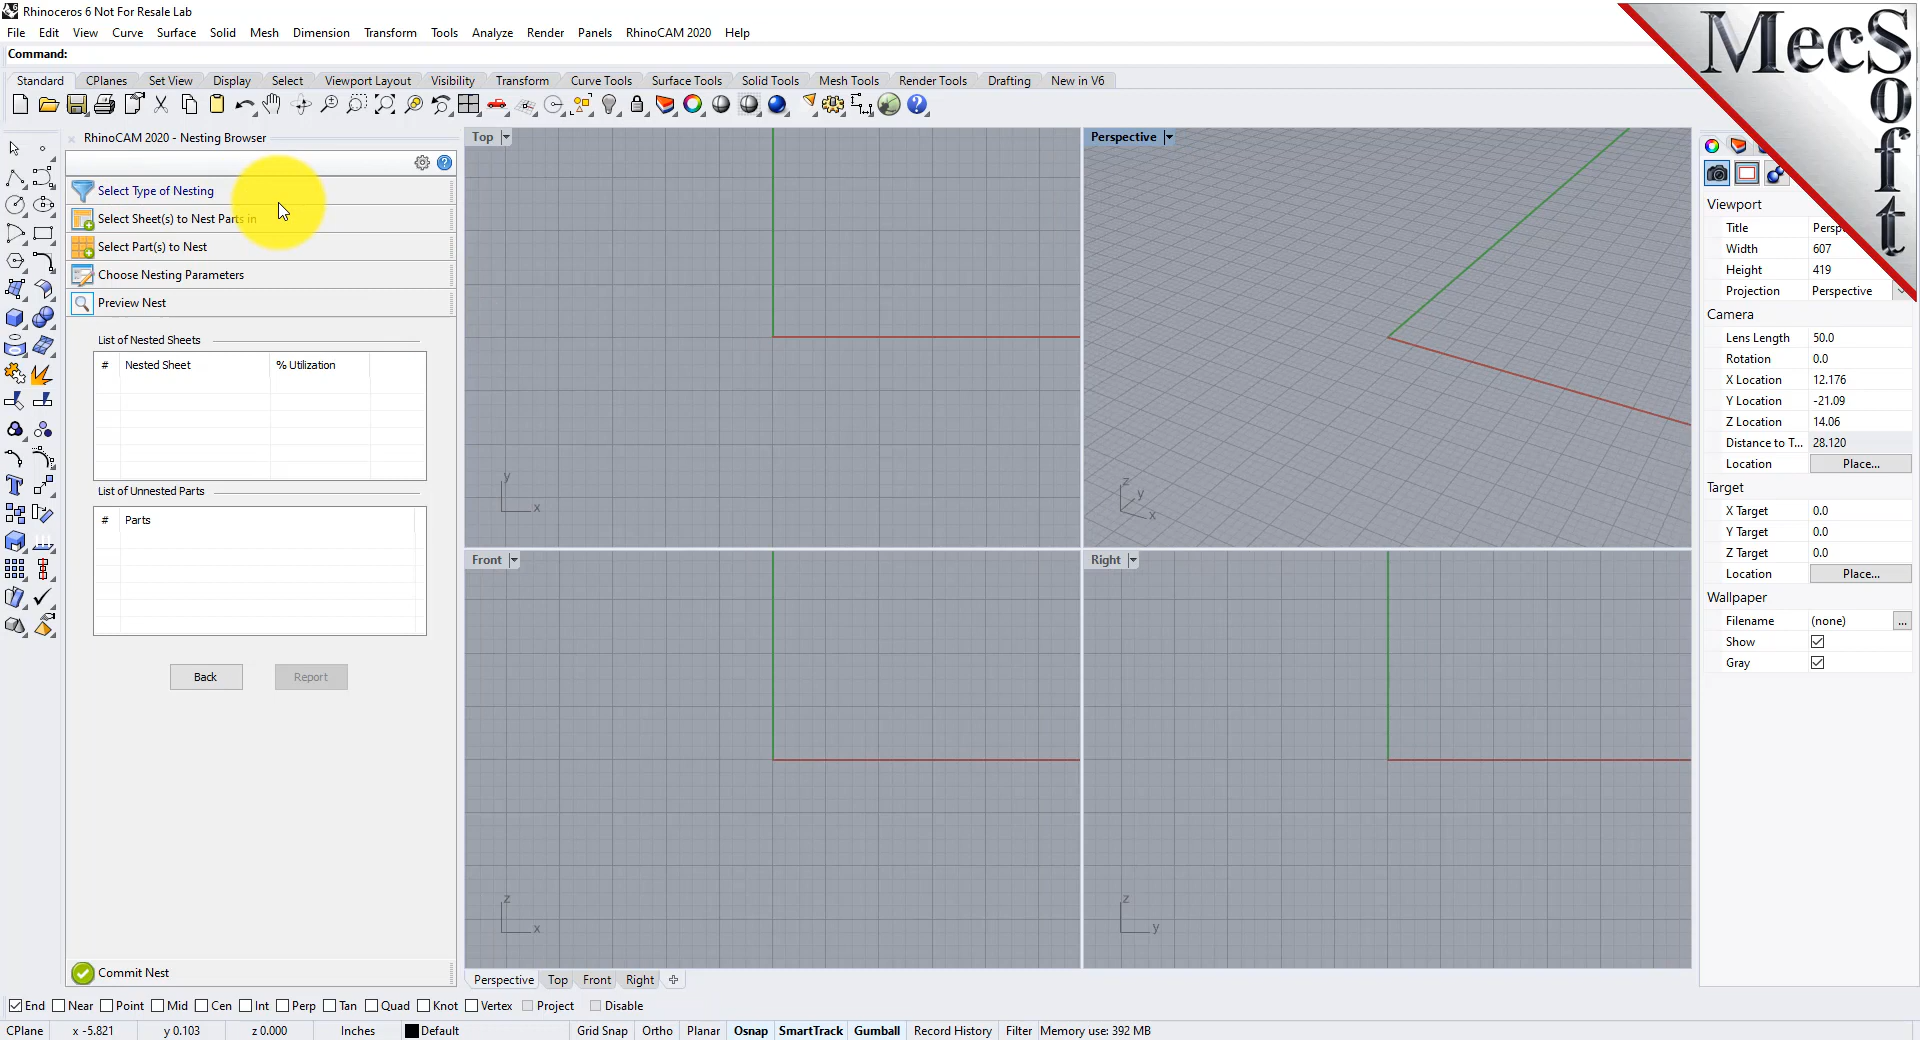 Rhinoceros 6 Not For Resale Lab
File Edit View Curve Surface Solid Mesh Dimension Transform Tools Analyze Render Panels RhinoCAM 2020 Help
Command:
Standard CPlanes Set View Display Select Viewport Layout Visibility Transform Curve Tools Surface Tools Solid Tools Mesh Tools Render Tools Drafting New in V6
MecSoft
RhinoCAM 2020 - Nesting Browser
Select Type of Nesting
Select Sheet(s) to Nest Parts in
Select Part(s) to Nest
Choose Nesting Parameters
Preview Nest
List of Nested Sheets
# Nested Sheet % Utilization
List of Unnested Parts
# Parts
Back Report
Commit Nest
Top
y
x
Perspective
z
y
x
Front
z
x
Right
z
y
Perspective Top Front Right
Viewport
Title Persp
Width 607
Height 419
Projection Perspective
Camera
Lens Length 50.0
Rotation 0.0
X Location 12.176
Y Location -21.09
Z Location 14.06
Distance to T... 28.120
Location Place...
Target
X Target 0.0
Y Target 0.0
Z Target 0.0
Location Place...
Wallpaper
Filename (none) ...
Show
Gray
End Near Point Mid Cen Int Perp Tan Quad Knot Vertex Project Disable
CPlane x -5.821 y 0.103 z 0.000 Inches Default Grid Snap Ortho Planar Osnap SmartTrack Gumball Record History Filter Memory use: 392 MB